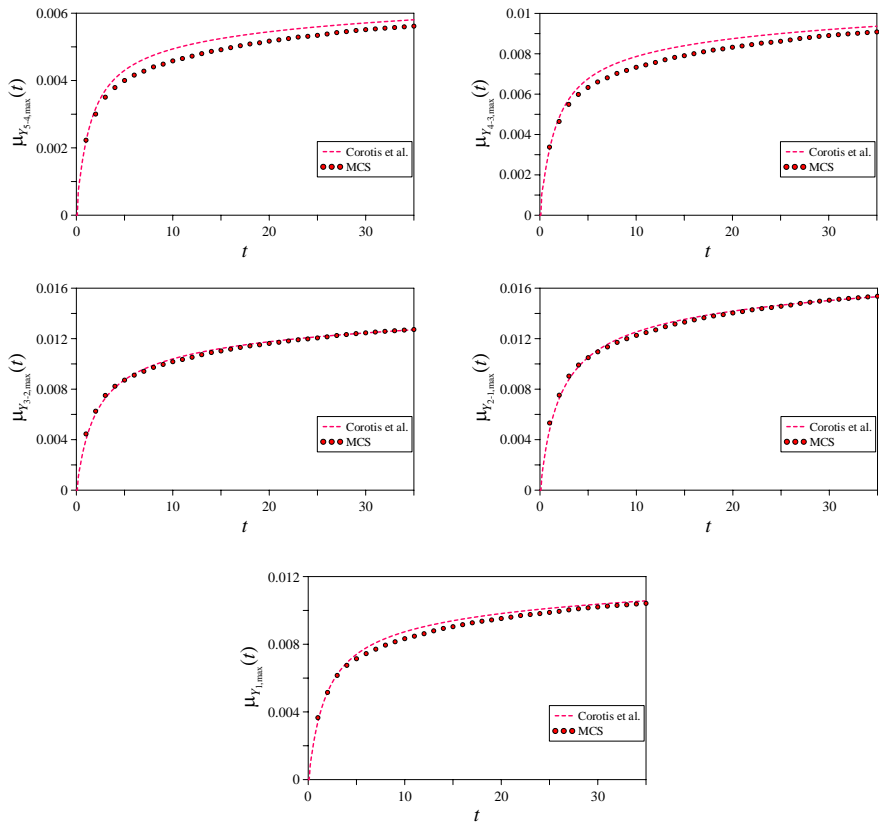 0.006
0.004
0.002
0
μY5-4,max(t)
Corotis et al.
MCS
0 10 20 30
t
0.01
0.008
0.006
0.004
0.002
0
μY4-3,max(t)
Corotis et al.
MCS
0 10 20 30
t
0.016
0.012
0.008
0.004
0
μY3-2,max(t)
Corotis et al.
MCS
0 10 20 30
t
0.016
0.012
0.008
0.004
0
μY2-1,max(t)
Corotis et al.
MCS
0 10 20 30
t
0.012
0.008
0.004
0
μY1,max(t)
Corotis et al.
MCS
0 10 20 30
t